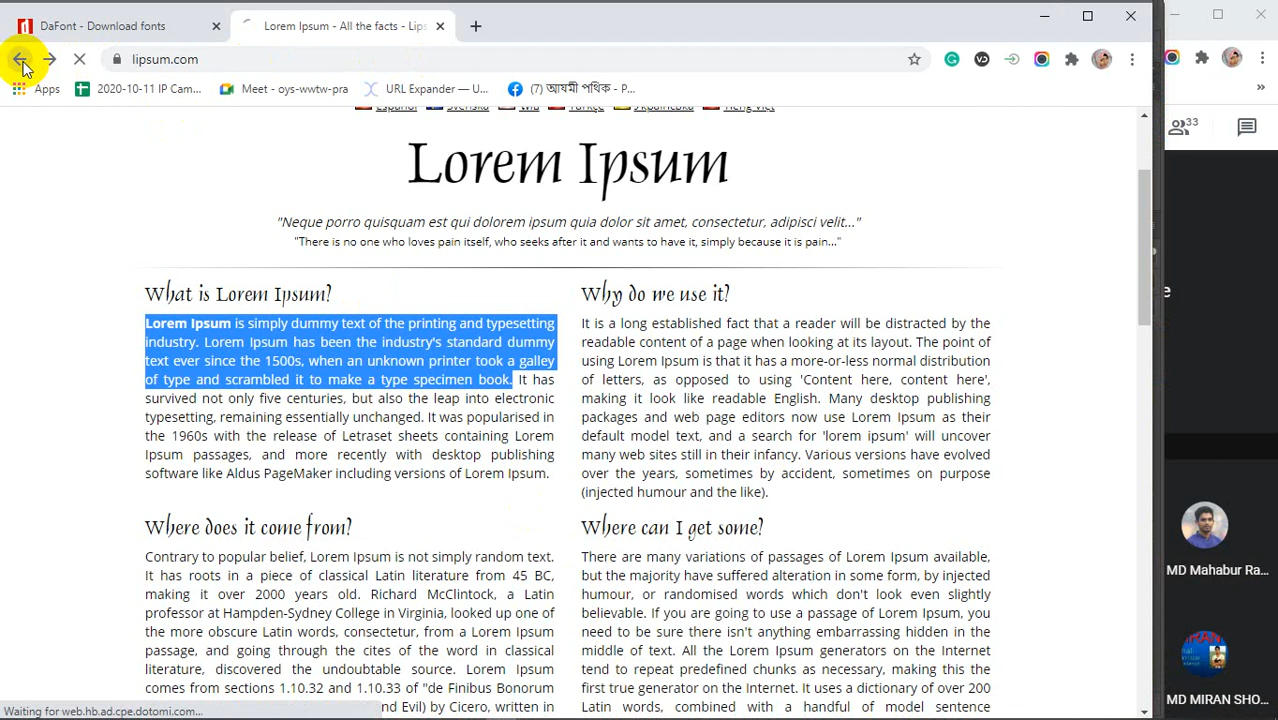 DaFont - Download fonts
Lorem Ipsum - All the facts - Lips
lipsum.com
Apps
2020-10-11 IP Cam...
Meet - oys-wwtw-pra
URL Expander — U...
(7) আযমী পথিক - P...
33
Español
Svenska
ไทย
Türkçe
Українська
Tiếng Việt
Lorem Ipsum
"Neque porro quisquam est qui dolorem ipsum quia dolor sit amet, consectetur, adipisci velit..."
"There is no one who loves pain itself, who seeks after it and wants to have it, simply because it is pain..."
What is Lorem Ipsum?
Lorem Ipsum is simply dummy text of the printing and typesetting
industry. Lorem Ipsum has been the industry's standard dummy
text ever since the 1500s, when an unknown printer took a galley
of type and scrambled it to make a type specimen book. It has
survived not only five centuries, but also the leap into electronic
typesetting, remaining essentially unchanged. It was popularised in
the 1960s with the release of Letraset sheets containing Lorem
Ipsum passages, and more recently with desktop publishing
software like Aldus PageMaker including versions of Lorem Ipsum.
Why do we use it?
It is a long established fact that a reader will be distracted by the
readable content of a page when looking at its layout. The point of
using Lorem Ipsum is that it has a more-or-less normal distribution
of letters, as opposed to using 'Content here, content here',
making it look like readable English. Many desktop publishing
packages and web page editors now use Lorem Ipsum as their
default model text, and a search for 'lorem ipsum' will uncover
many web sites still in their infancy. Various versions have evolved
over the years, sometimes by accident, sometimes on purpose
(injected humour and the like).
Where does it come from?
Contrary to popular belief, Lorem Ipsum is not simply random text.
It has roots in a piece of classical Latin literature from 45 BC,
making it over 2000 years old. Richard McClintock, a Latin
professor at Hampden-Sydney College in Virginia, looked up one of
the more obscure Latin words, consectetur, from a Lorem Ipsum
passage, and going through the cites of the word in classical
literature, discovered the undoubtable source. Lorem Ipsum
comes from sections 1.10.32 and 1.10.33 of "de Finibus Bonorum
nd Evil) by Cicero, written in
Where can I get some?
There are many variations of passages of Lorem Ipsum available,
but the majority have suffered alteration in some form, by injected
humour, or randomised words which don't look even slightly
believable. If you are going to use a passage of Lorem Ipsum, you
need to be sure there isn't anything embarrassing hidden in the
middle of text. All the Lorem Ipsum generators on the Internet
tend to repeat predefined chunks as necessary, making this the
first true generator on the Internet. It uses a dictionary of over 200
Latin words, combined with a handful of model sentence
Waiting for web.hb.ad.cpe.dotomi.com...
e
MD Mahabur Ra...
MD MIRAN SHO...